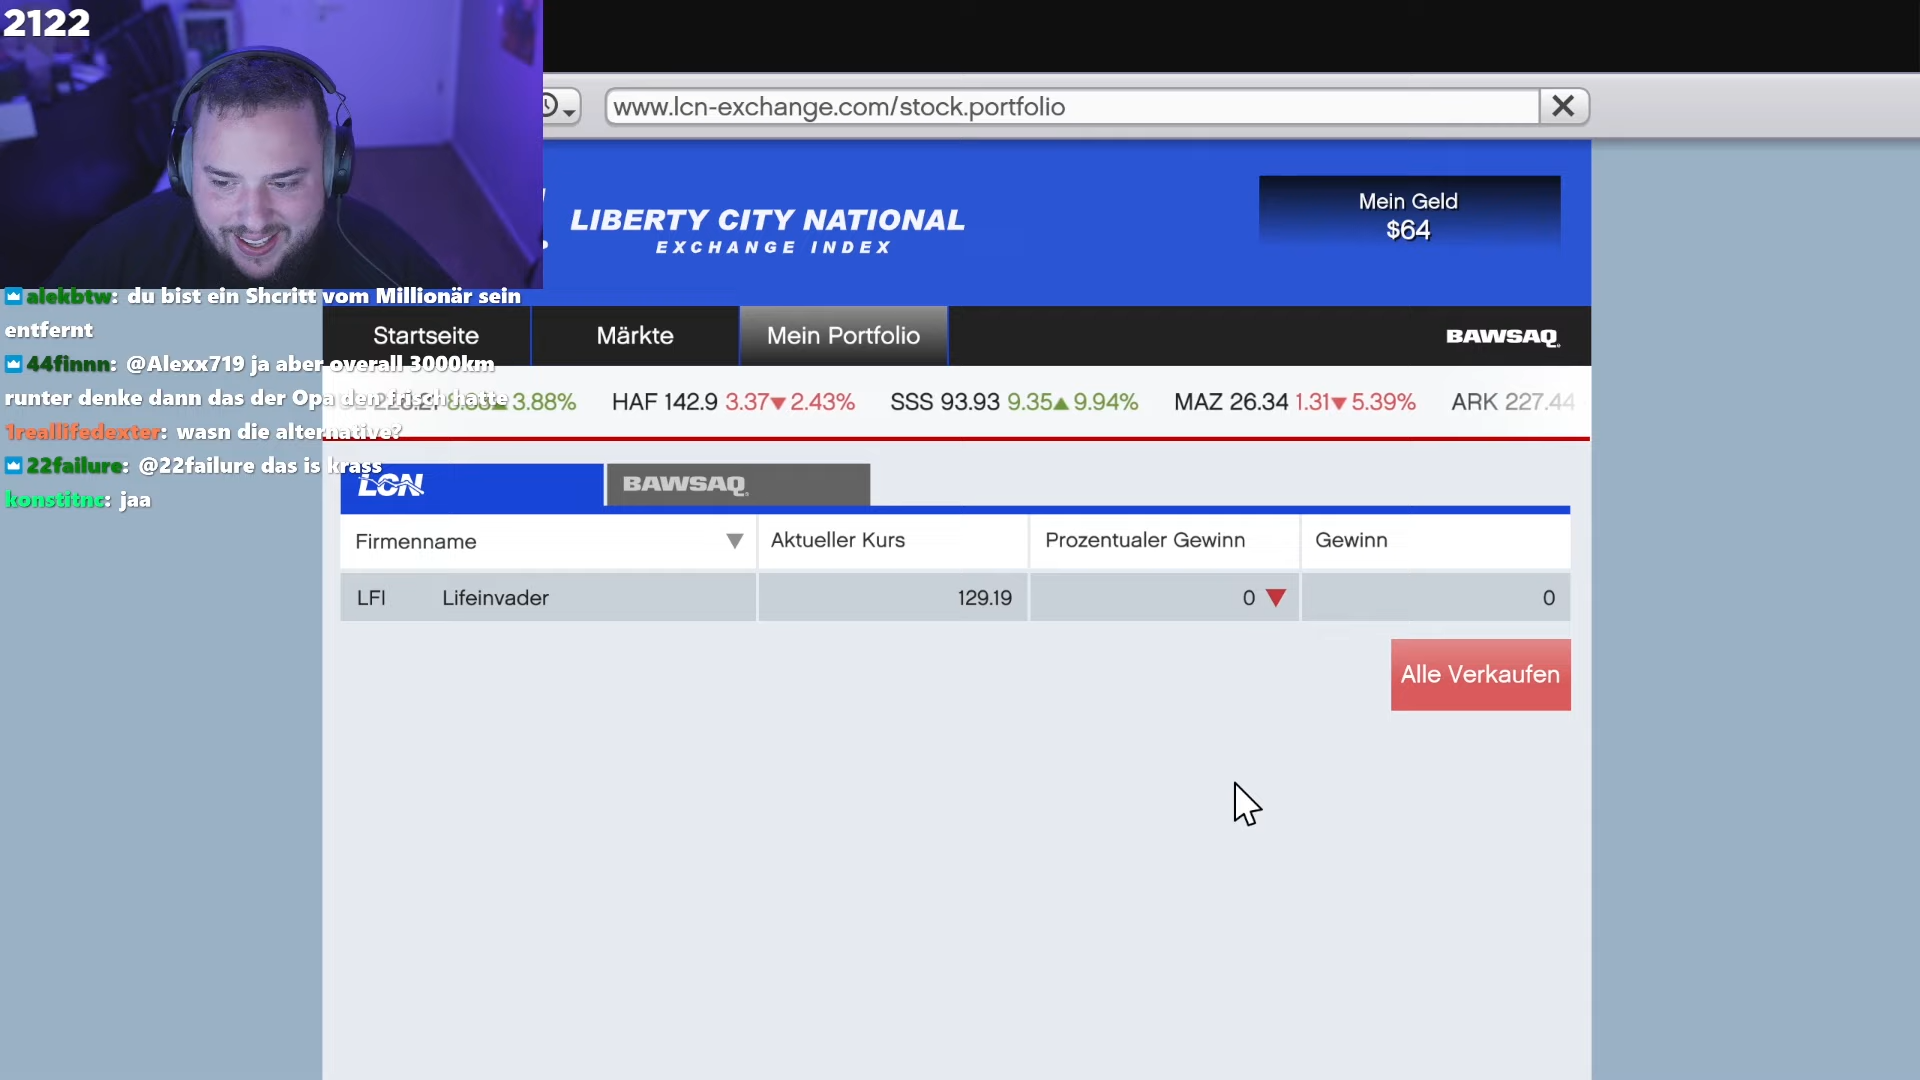 2122
www.lcn-exchange.com/stock.portfolio
LIBERTY CITY NATIONAL
EXCHANGE INDEX
Mein Geld
$64
alekbtw: du bist ein Shcritt vom Millionär sein
entfernt
44finnn: @Alexx719 ja aber overall 3000km
runter denke dann das der Opa den frisch hatte
1reallifedexter: wasn die alternative?
22failure: @22failure das is krass
konstitnc: jaa
Startseite Märkte Mein Portfolio BAWSAQ
3.88% HAF 142.9 3.37▼2.43% SSS 93.93 9.35▲9.94% MAZ 26.34 1.31▼5.39% ARK 227.44
LCN BAWSAQ
Firmenname ▼ Aktueller Kurs Prozentualer Gewinn Gewinn
LFI Lifeinvader 129.19 0 ▼ 0
Alle Verkaufen